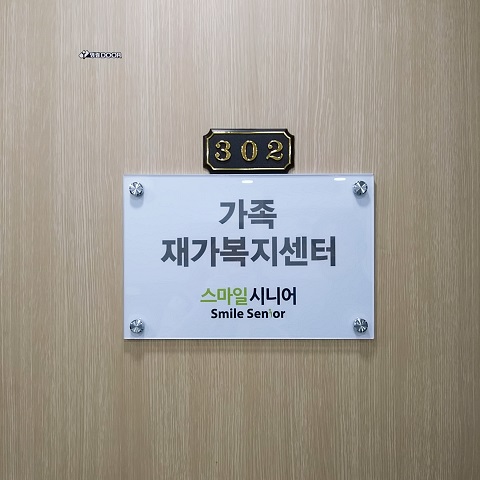 302
가족
재가복지센터
스마일시니어
Smile Senior